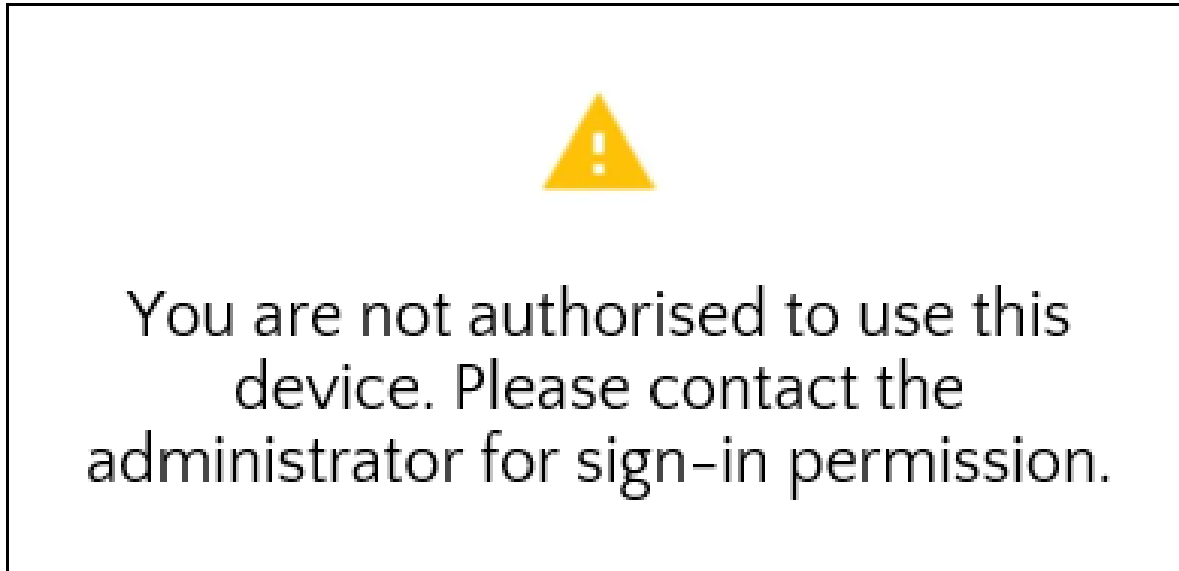 You are not authorised to use this
device. Please contact the
administrator for sign-in permission.